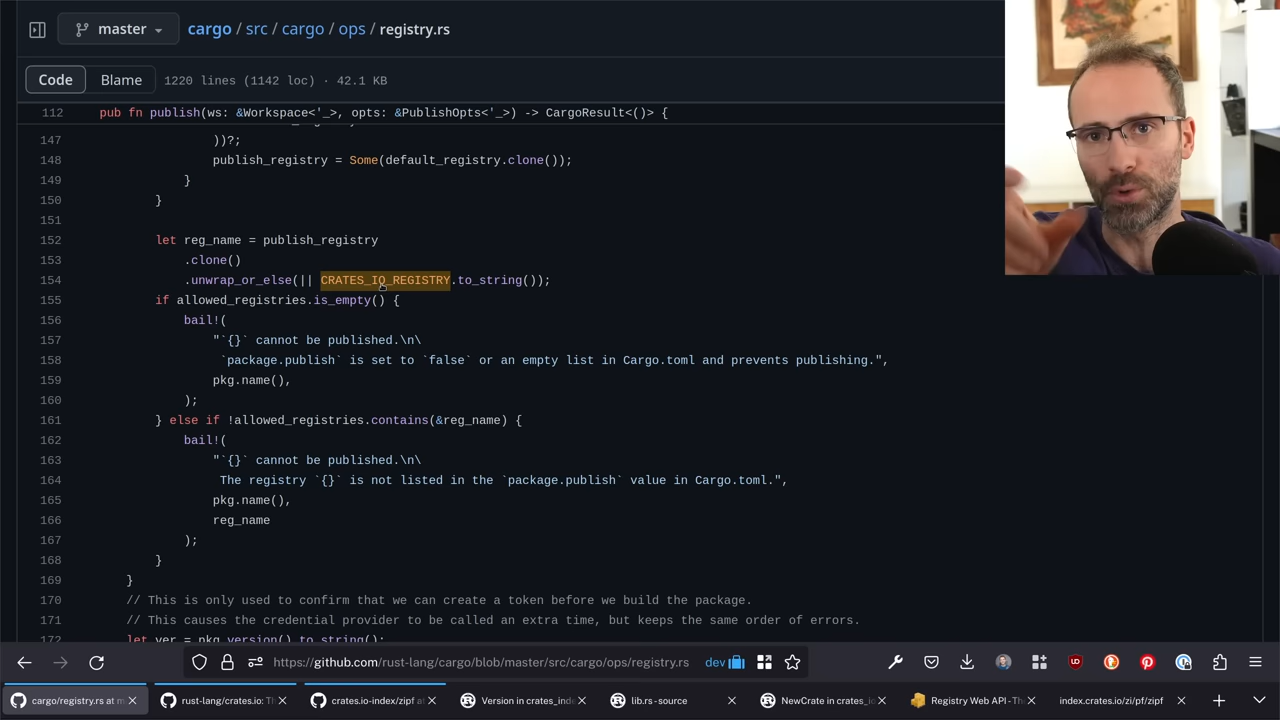 master
cargo / src / cargo / ops / registry.rs
Code
Blame
1220 lines (1142 loc) · 42.1 KB
112 pub fn publish(ws: &Workspace<'_>, opts: &PublishOpts<'_>) -> CargoResult<()> {
147 ))?;
148 publish_registry = Some(default_registry.clone());
149 }
150 }
151
152 let reg_name = publish_registry
153 .clone()
154 .unwrap_or_else(|| CRATES_IO_REGISTRY.to_string());
155 if allowed_registries.is_empty() {
156 bail!(
157 "`{}` cannot be published.\n\
158 `package.publish` is set to `false` or an empty list in Cargo.toml and prevents publishing.",
159 pkg.name(),
160 );
161 } else if !allowed_registries.contains(&reg_name) {
162 bail!(
163 "`{}` cannot be published.\n\
164 The registry `{}` is not listed in the `package.publish` value in Cargo.toml.",
165 pkg.name(),
166 reg_name
167 );
168 }
169 }
170 // This is only used to confirm that we can create a token before we build the package.
171 // This causes the credential provider to be called an extra time, but keeps the same order of errors.
172 let ver = pkg.version().to_string();
https://github.com/rust-lang/cargo/blob/master/src/cargo/ops/registry.rs
dev
cargo/registry.rs at m
rust-lang/crates.io: Th
crates.io-index/zipf at
Version in crates_inde
lib.rs - source
NewCrate in crates_io
Registry Web API - The
index.crates.io/zi/pf/zipf